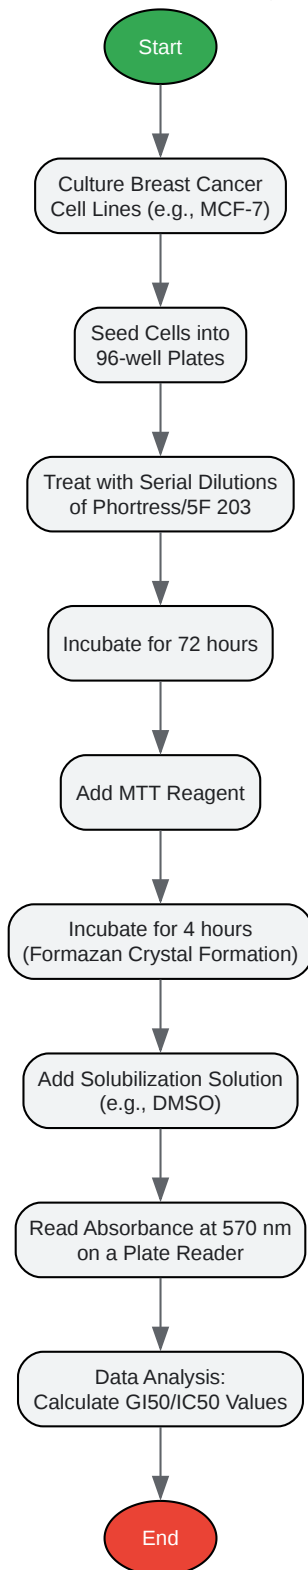 Start
Culture Breast Cancer
Cell Lines (e.g., MCF-7)
Seed Cells into
96-well Plates
Treat with Serial Dilutions
of Phortress/5F 203
Incubate for 72 hours
Add MTT Reagent
Incubate for 4 hours
(Formazan Crystal Formation)
Add Solubilization Solution
(e.g., DMSO)
Read Absorbance at 570 nm
on a Plate Reader
Data Analysis:
Calculate GI50/IC50 Values
End